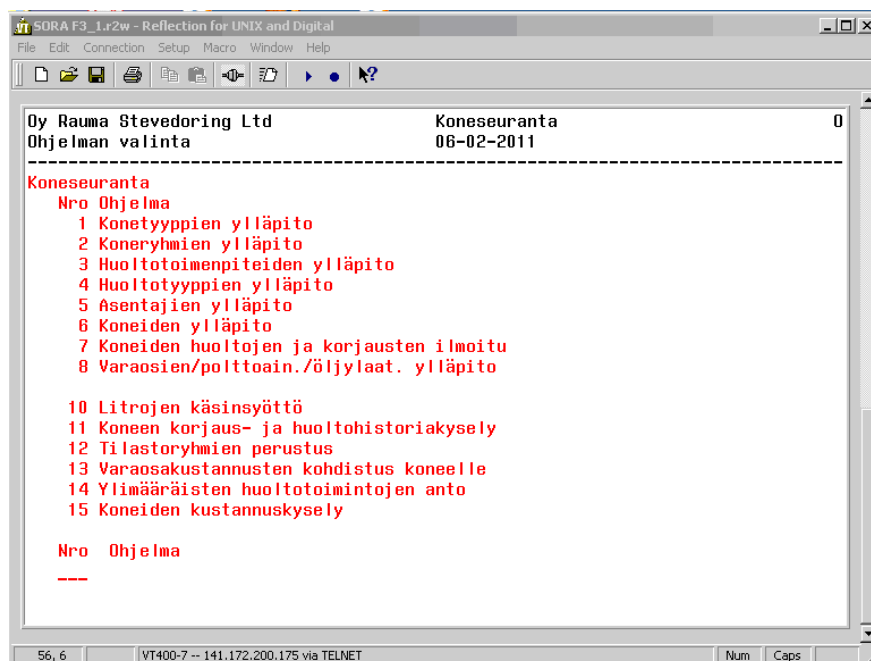 SORA F3_1.r2w - Reflection for UNIX and Digital
File Edit Connection Setup Macro Window Help
Oy Rauma Stevedoring Ltd Koneseuranta 0
Ohjelman valinta 06-02-2011
--------------------------------------------------------------------------------
Koneseuranta
Nro Ohjelma
1 Konetyyppien ylläpito
2 Koneryhmien ylläpito
3 Huoltotoimenpiteiden ylläpito
4 Huoltotyyppien ylläpito
5 Asentajien ylläpito
6 Koneiden ylläpito
7 Koneiden huoltojen ja korjausten ilmoitu
8 Varaosien/polttoain./öljylaat. ylläpito
10 Litrojen käsinsyöttö
11 Koneen korjaus- ja huoltohistoriakysely
12 Tilastoryhmien perustus
13 Varaosakustannusten kohdistus koneelle
14 Ylimääräisten huoltotoimintojen anto
15 Koneiden kustannuskysely
Nro Ohjelma
___
56, 6 VT400-7 -- 141.172.200.175 via TELNET Num Caps